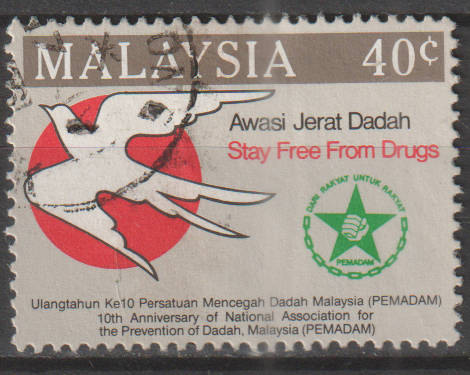 MALAYSIA 40¢
Awasi Jerat Dadah
Stay Free From Drugs
DARI RAKYAT UNTUK RAKYAT
PEMADAM
Ulangtahun Ke10 Persatuan Mencegah Dadah Malaysia (PEMADAM)
10th Anniversary of National Association for
the Prevention of Dadah, Malaysia (PEMADAM)